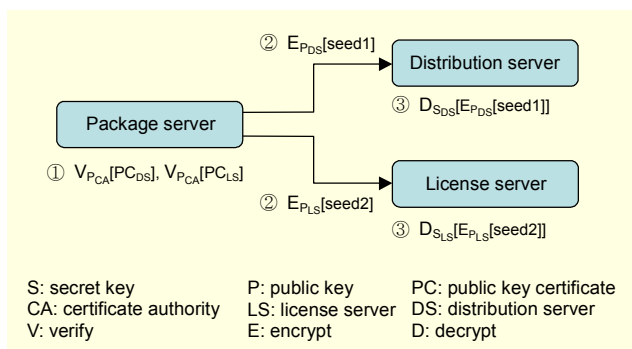 ② E_PDS[seed1]
Distribution server
③ D_SDS[E_PDS[seed1]]
Package server
① V_PCA[PC_DS], V_PCA[PC_LS]
License server
② E_PLS[seed2]
③ D_SLS[E_PLS[seed2]]
S: secret key P: public key PC: public key certificate
CA: certificate authority LS: license server DS: distribution server
V: verify E: encrypt D: decrypt